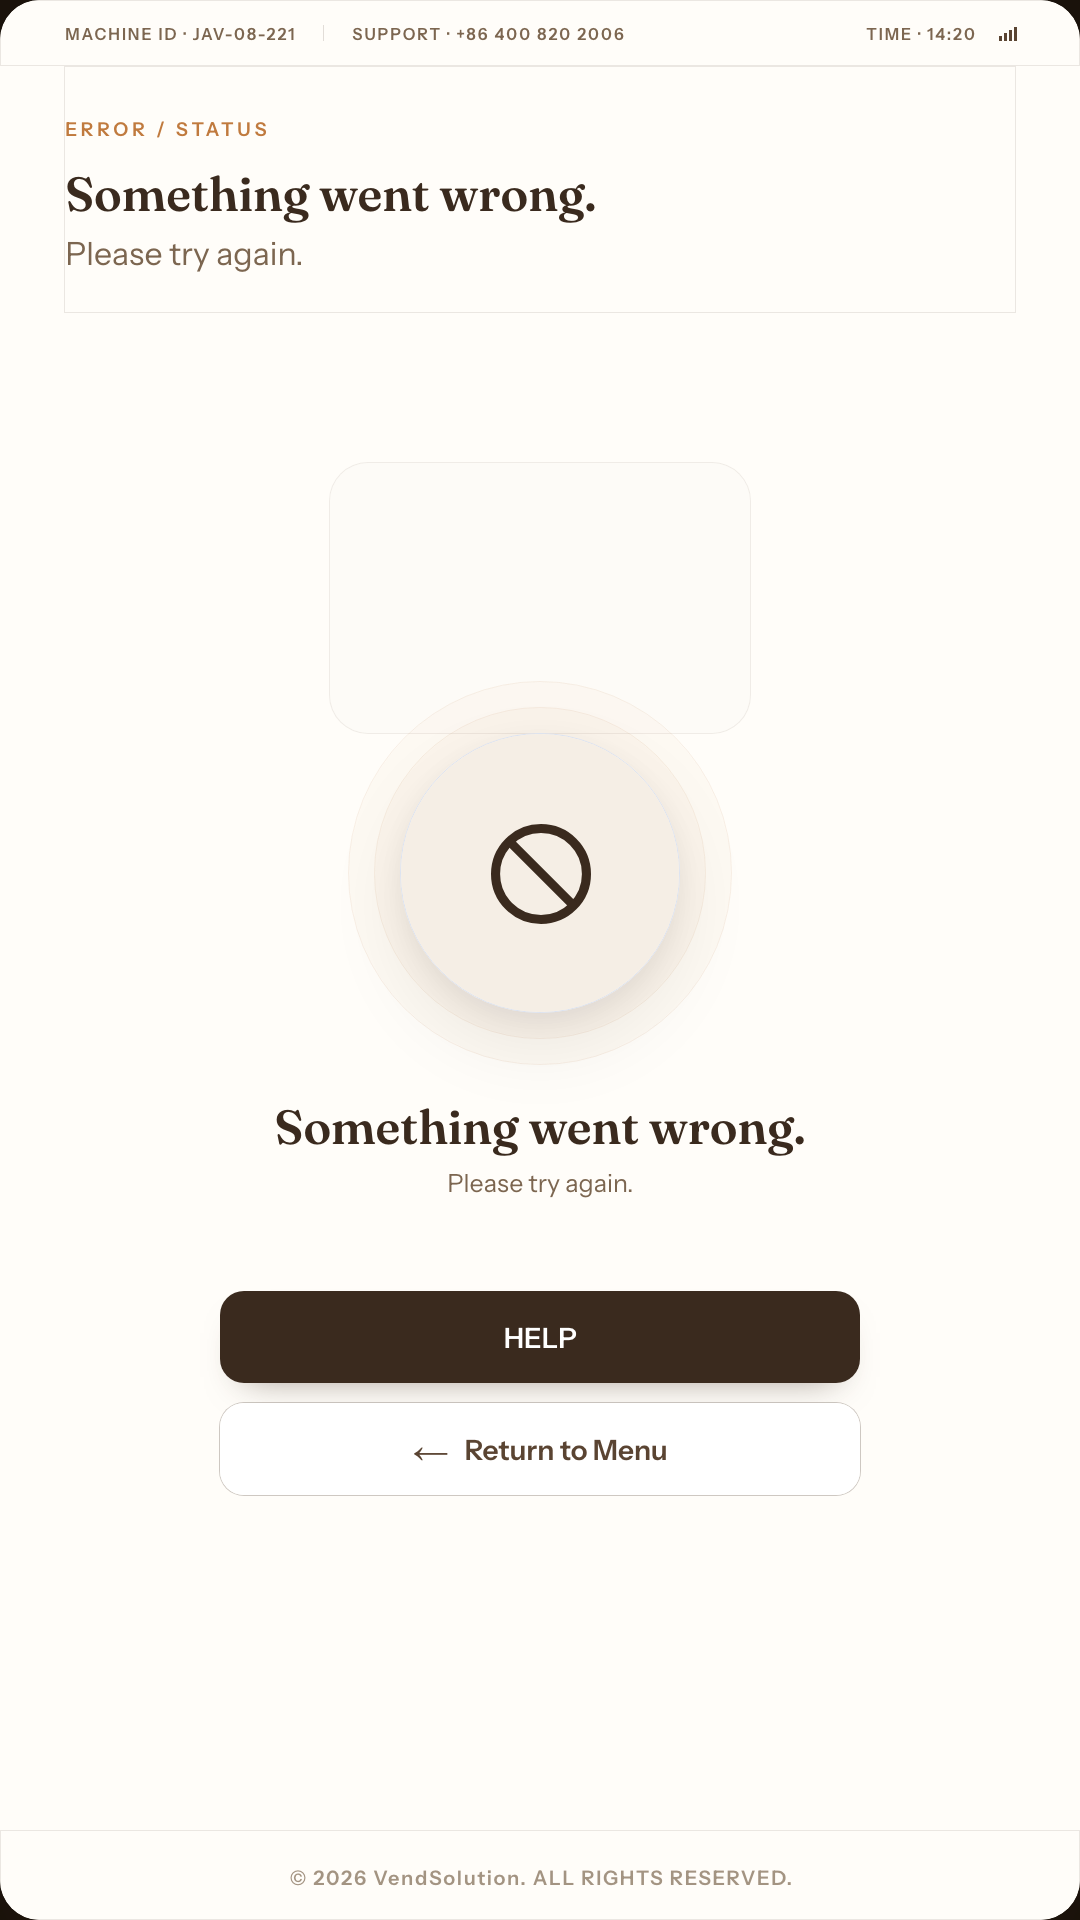 MACHINE ID · JAV-08-221 SUPPORT · +86 400 820 2006 TIME · 14:20
ERROR / STATUS
Something went wrong.
Please try again.
Something went wrong.
Please try again.
HELP
← Return to Menu
© 2026 VendSolution. ALL RIGHTS RESERVED.